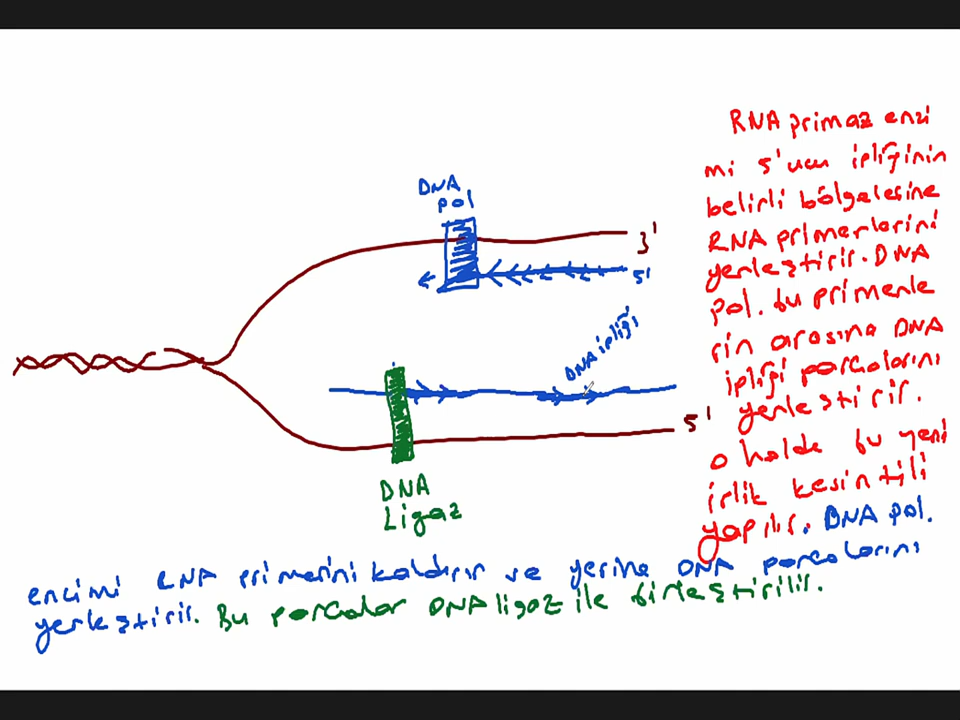 DNA
pol
3'
5'
DNA ipliği
5'
DNA
Ligaz
RNA primaz enzi
mi 5' ucu ipliğinin
belirli bölgelerine
RNA primerlerini
yerleştirir. DNA
pol. bu primerle
rin arasına DNA
ipliği parçalarını
yerleştirir.
O halde bu yeni
iplik kesintili
yapılır. DNA pol.
enzimi RNA primerini kaldırır ve yerine DNA parçalarını
yerleştirir. Bu parçalar DNA ligaz ile birleştirilir.